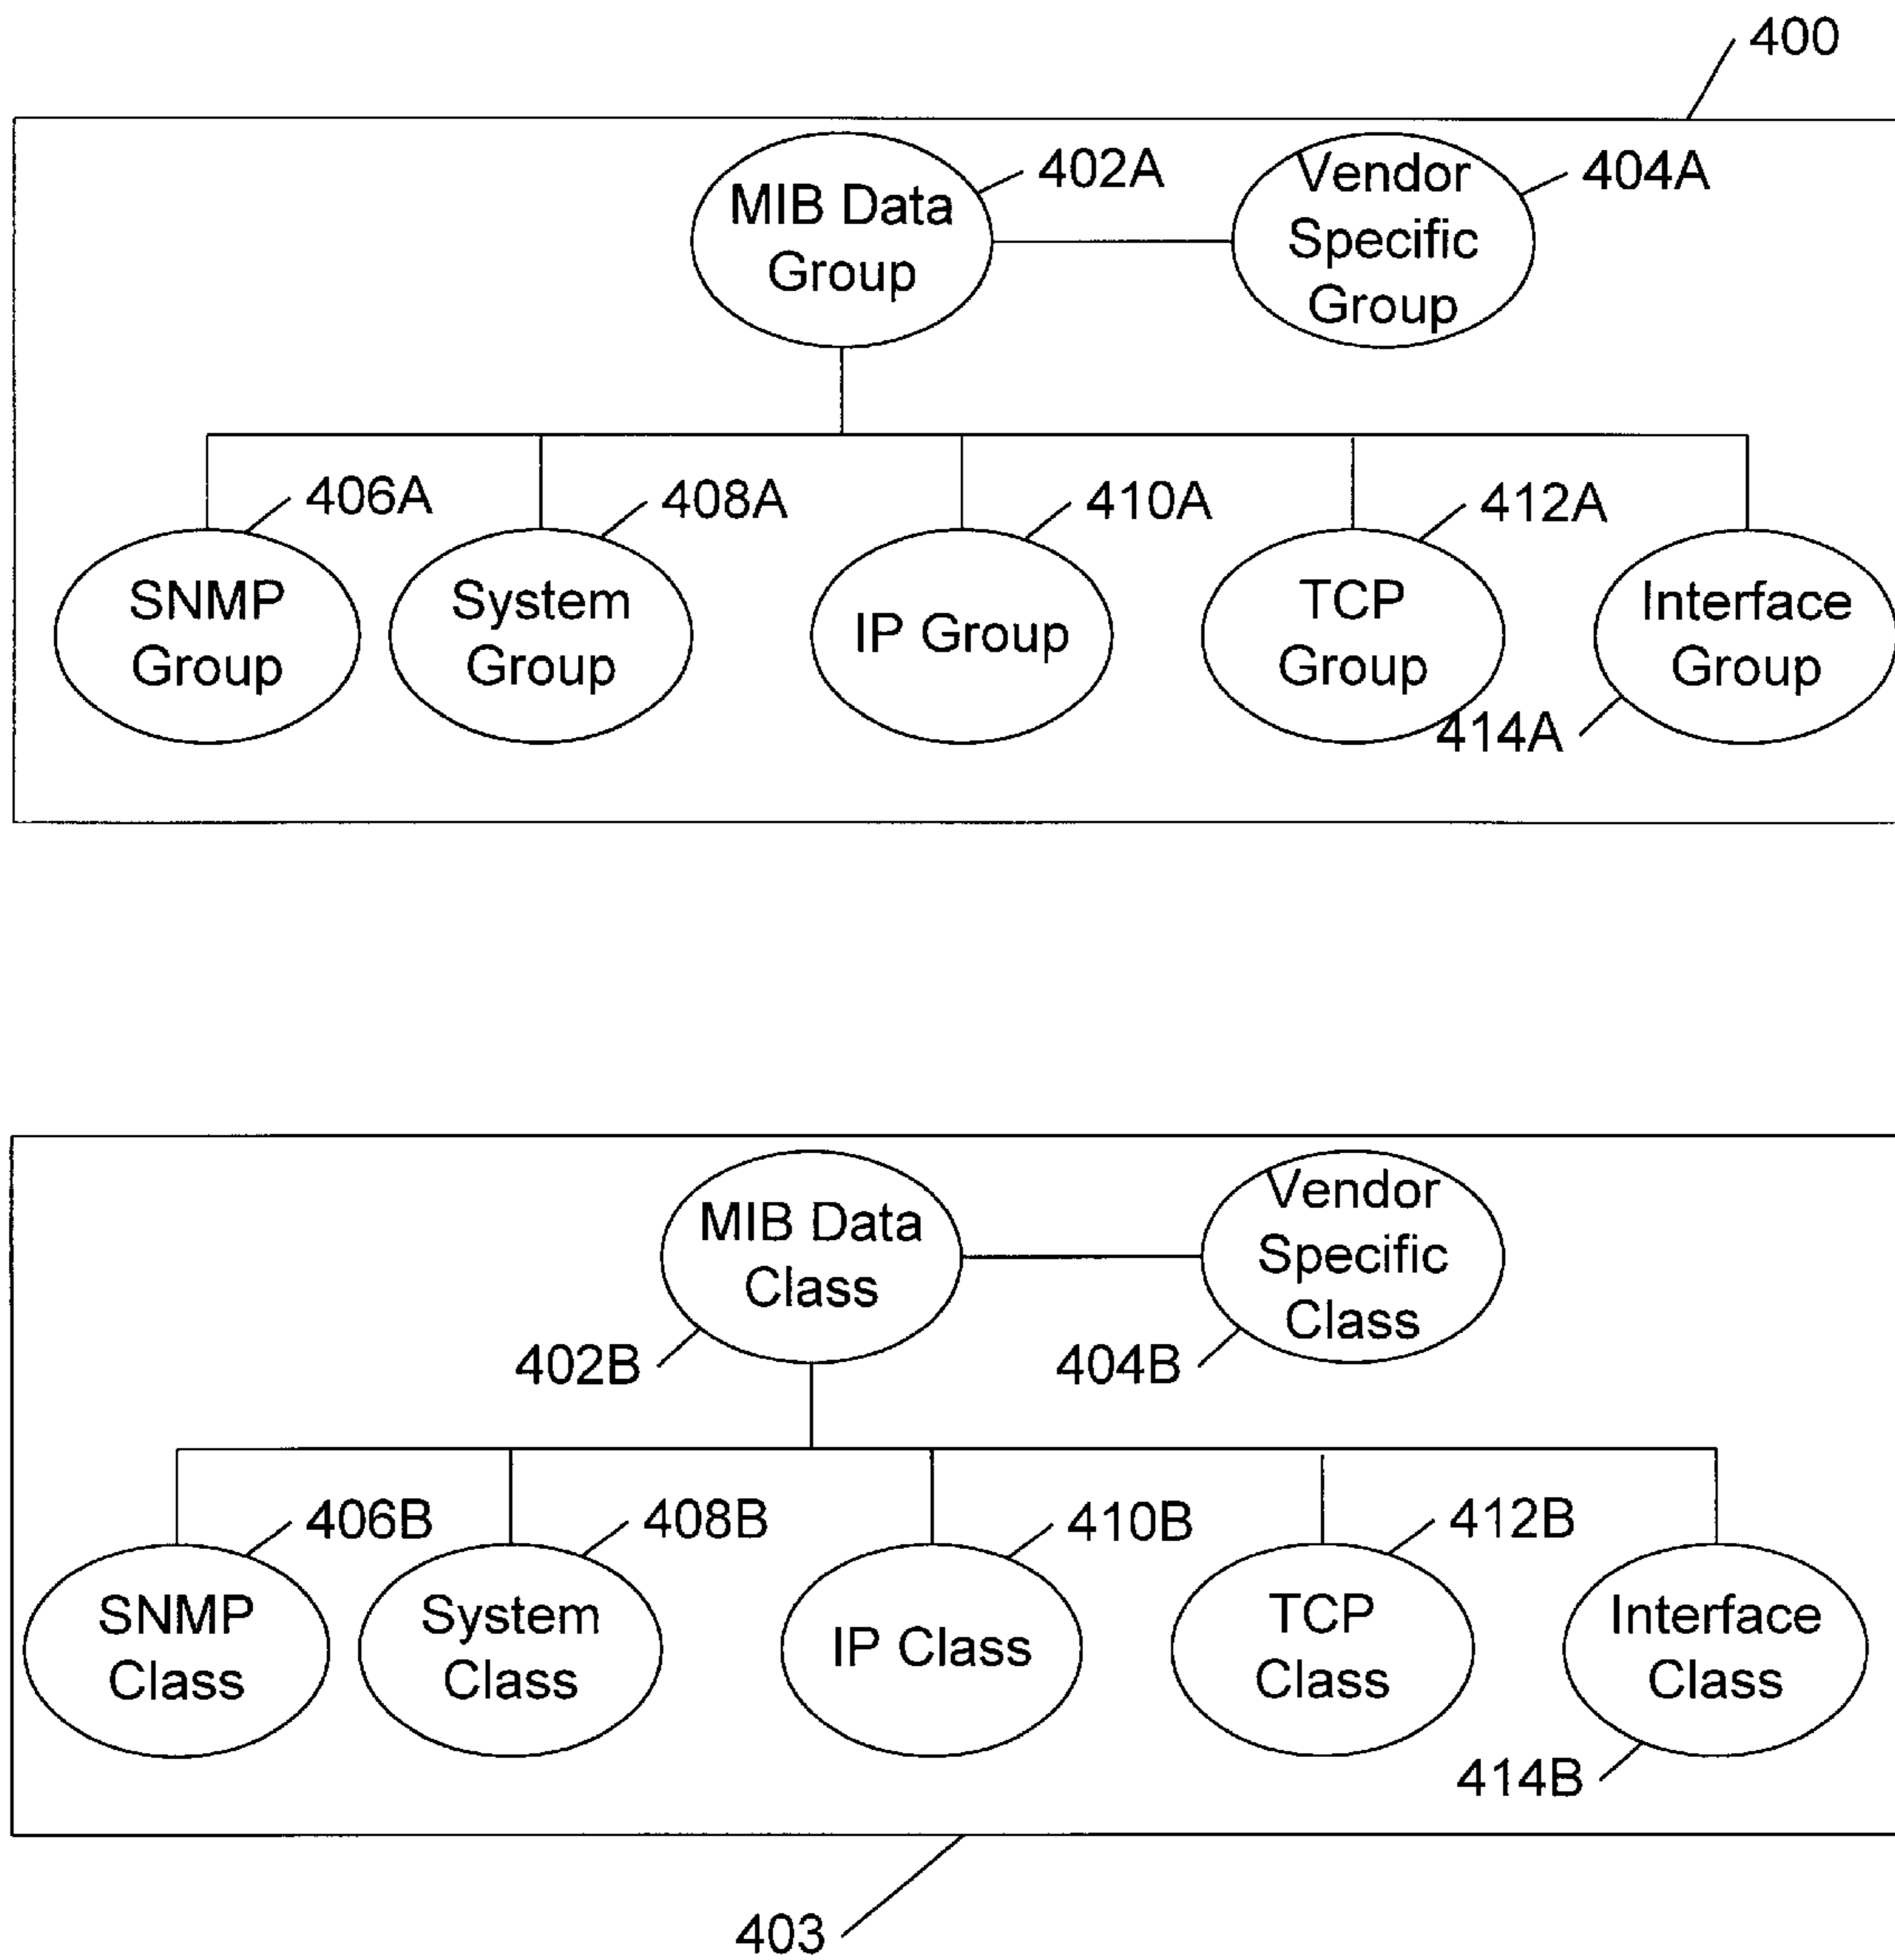 400
402A
404A
MIB Data
Group
Vendor
Specific
Group
406A
408A
410A
412A
SNMP
Group
System
Group
IP Group
TCP
Group
Interface
Group
414A
MIB Data
Class
Vendor
Specific
Class
402B
404B
406B
408B
410B
412B
SNMP
Class
System
Class
IP Class
TCP
Class
Interface
Class
414B
403